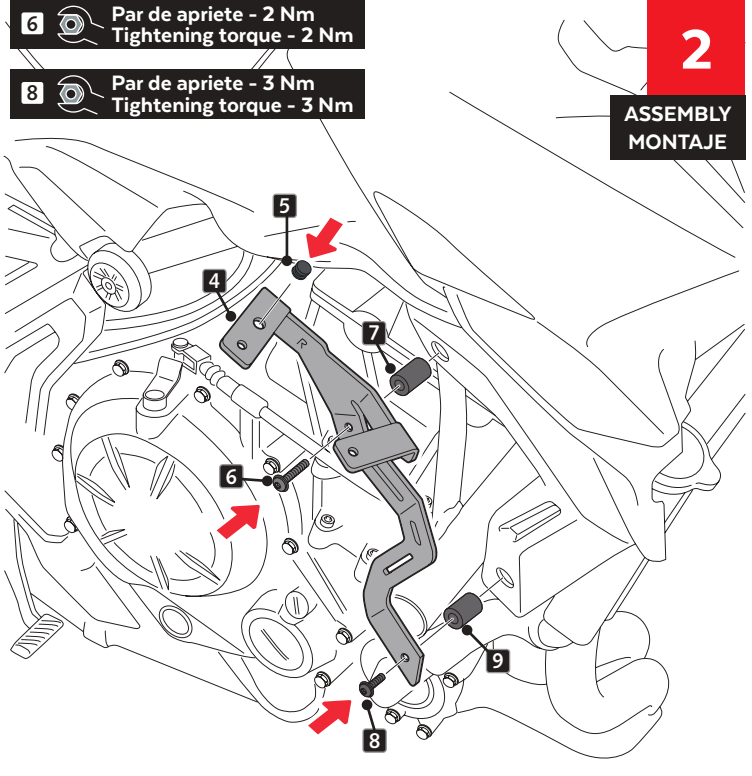 6 Par de apriete - 2 Nm
Tightening torque - 2 Nm
8 Par de apriete - 3 Nm
Tightening torque - 3 Nm
2
ASSEMBLY
MONTAJE
5
4
7
R
6
9
8